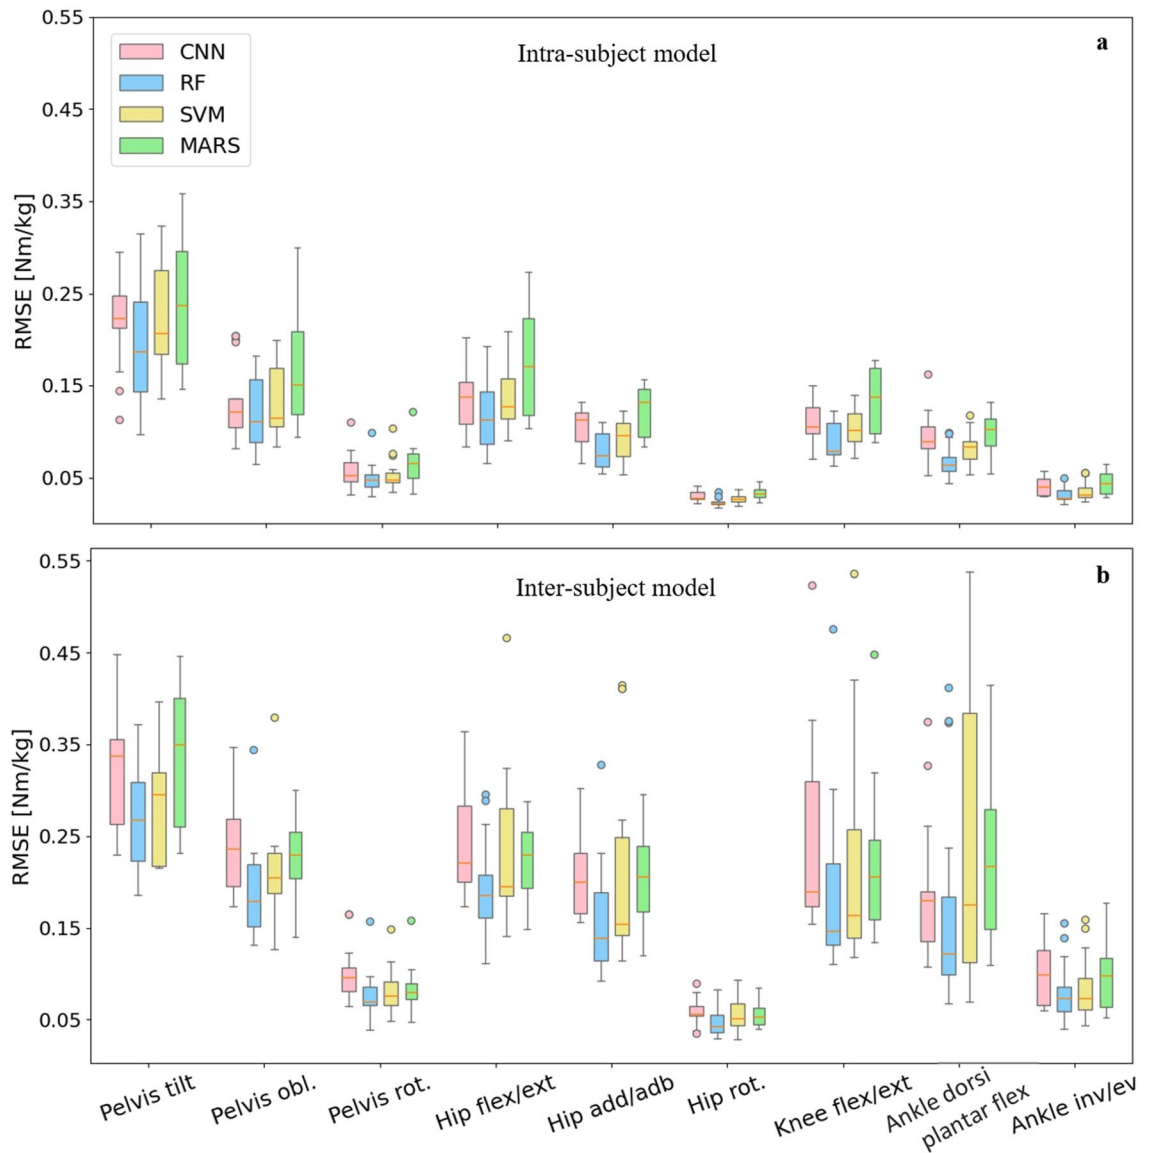 0.55
Intra-subject model
a
CNN
RF
SVM
MARS
0.45
0.35
0.25
0.15
0.05
RMSE [Nm/kg]
0.55
Inter-subject model
b
0.45
0.35
0.25
0.15
0.05
RMSE [Nm/kg]
Pelvis tilt
Pelvis obl.
Pelvis rot.
Hip flex/ext
Hip add/adb
Hip rot.
Knee flex/ext
Ankle dorsi
plantar flex
Ankle inv/ev